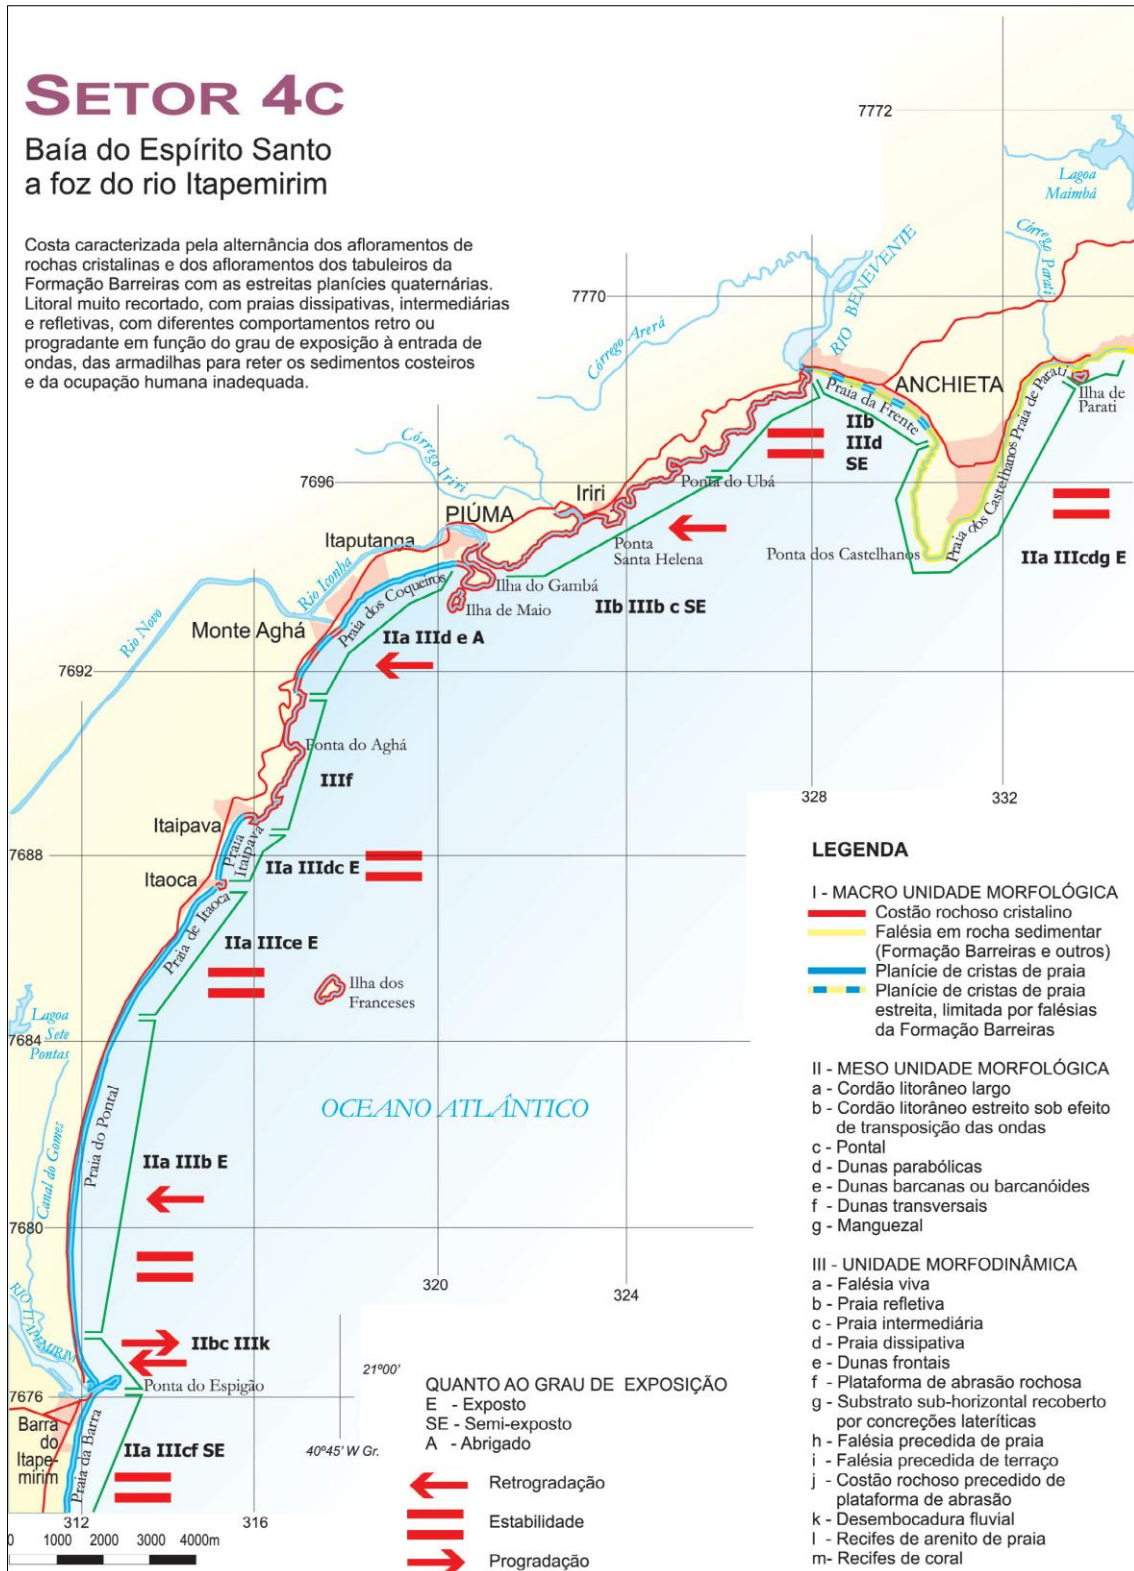 SETOR 4C
Baía do Espírito Santo
a foz do rio Itapemirim
Costa caracterizada pela alternância dos afloramentos de
rochas cristalinas e dos afloramentos dos tabuleiros da
Formação Barreiras com as estreitas planícies quaternárias.
Litoral muito recortado, com praias dissipativas, intermediárias
e refletivas, com diferentes comportamentos retro ou
progradante em função do grau de exposição à entrada de
ondas, das armadilhas para reter os sedimentos costeiros
e da ocupação humana inadequada.
7772
Lagoa
Maimbá
Córrego Parati
RIO BENEVENTE
7770
Córrego Arerá
ANCHIETA
Praia da Frente
Praia de Parati
Ilha de
Parati
IIb
IIId
SE
Córrego Iriri
7696
Iriri
Ponta do Ubá
Praia dos Castelhanos
PIÚMA
Itaputanga
Ponta
Santa Helena
Ponta dos Castelhanos
IIa IIIcdg E
Rio Iconha
Praia dos Coqueiros
Ilha do Gambá
Ilha de Maio
IIb IIIb c SE
Rio Novo
Monte Aghá
IIa IIId e A
7692
Ponta do Aghá
IIIf
328
332
Itaipava
Praia
Itaipava
7688
IIa IIIdc E
Itaoca
Praia de Itaoca
IIa IIIce E
Ilha dos
Franceses
Lagoa
Sete
Pontas
7684
OCEANO ATLÂNTICO
Canal do Gomes
Praia do Pontal
IIa IIIb E
7680
320
324
RIO ITAPEMIRIM
IIbc IIIk
21º00'
Ponta do Espigão
7676
Barra
do
Itape-
mirim
Praia da Barra
40º45' W Gr.
IIa IIIcf SE
312
316
0 1000 2000 3000 4000m
QUANTO AO GRAU DE EXPOSIÇÃO
E - Exposto
SE - Semi-exposto
A - Abrigado
Retrogradação
Estabilidade
Progradação
LEGENDA
I - MACRO UNIDADE MORFOLÓGICA
Costão rochoso cristalino
Falésia em rocha sedimentar
(Formação Barreiras e outros)
Planície de cristas de praia
Planície de cristas de praia
estreita, limitada por falésias
da Formação Barreiras
II - MESO UNIDADE MORFOLÓGICA
a - Cordão litorâneo largo
b - Cordão litorâneo estreito sob efeito
de transposição das ondas
c - Pontal
d - Dunas parabólicas
e - Dunas barcanas ou barcanóides
f - Dunas transversais
g - Manguezal
III - UNIDADE MORFODINÂMICA
a - Falésia viva
b - Praia refletiva
c - Praia intermediária
d - Praia dissipativa
e - Dunas frontais
f - Plataforma de abrasão rochosa
g - Substrato sub-horizontal recoberto
por concreções lateríticas
h - Falésia precedida de praia
i - Falésia precedida de terraço
j - Costão rochoso precedido de
plataforma de abrasão
k - Desembocadura fluvial
l - Recifes de arenito de praia
m- Recifes de coral